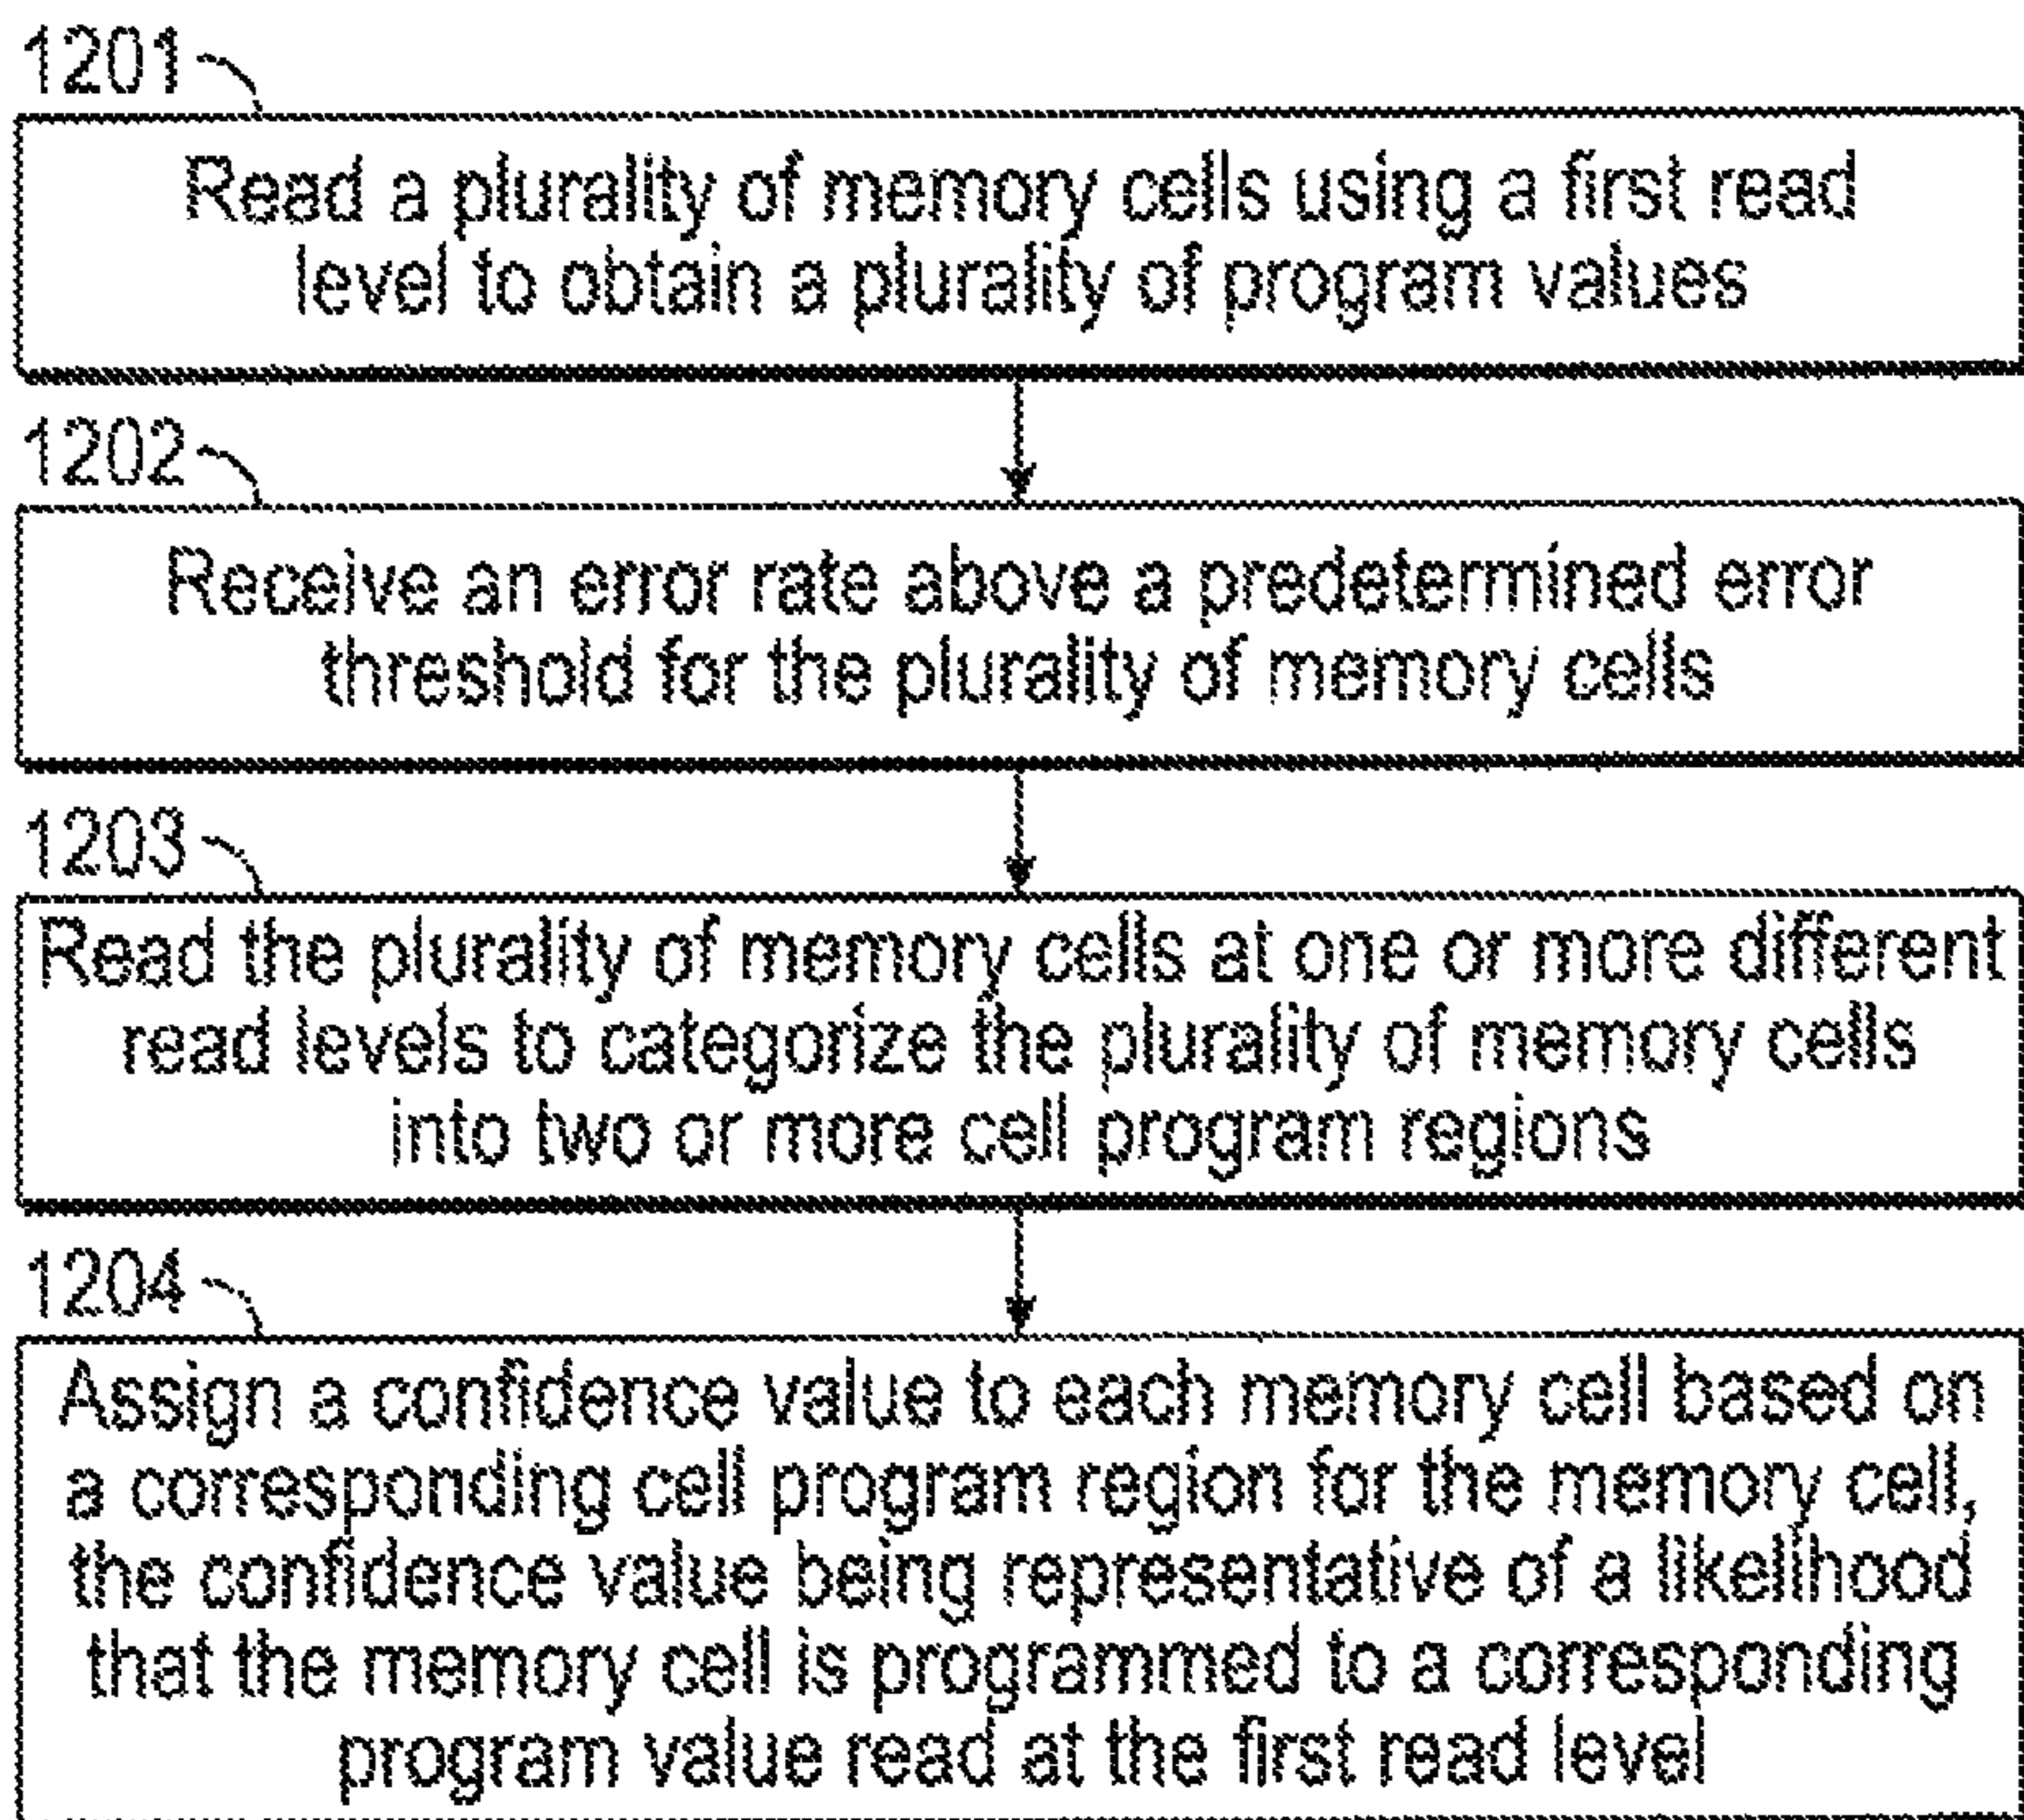 1201
Read a plurality of memory cells using a first read
level to obtain a plurality of program values
1202
Receive an error rate above a predetermined error
threshold for the plurality of memory cells
1203
Read the plurality of memory cells at one or more different
read levels to categorize the plurality of memory cells
into two or more cell program regions
1204
Assign a confidence value to each memory cell based on
a corresponding cell program region for the memory cell,
the confidence value being representative of a likelihood
that the memory cell is programmed to a corresponding
program value read at the first read level